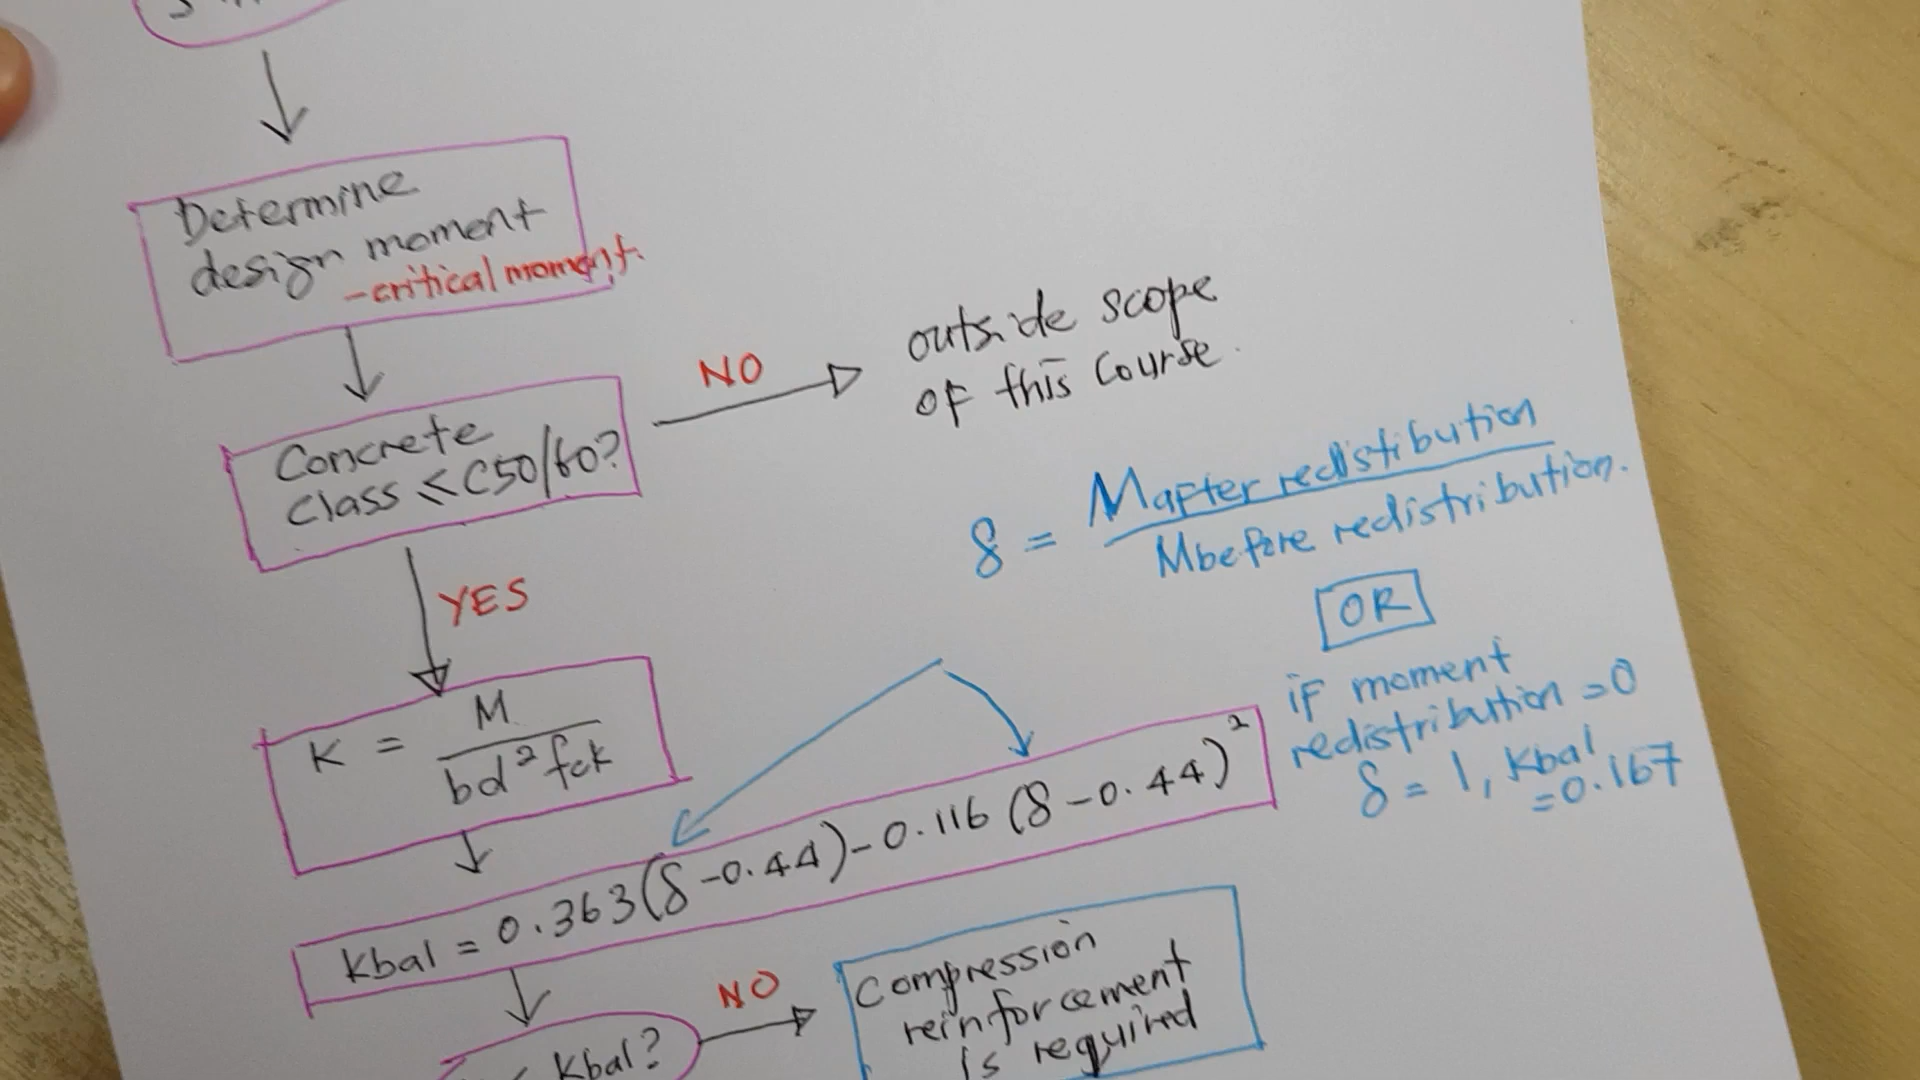 Determine
design moment
- critical moment.
Concrete
class ≤ C50/60?
NO
outside scope
of this course.
YES
K = M
bd²fck
δ = Mafter redistibution
Mbefore redistribution.
OR
if moment
redistribution = 0
δ = 1, kbal
= 0.167
kbal = 0.363(δ - 0.44) - 0.116(δ - 0.44)²
kbal?
NO
Compression
reinforcement
is required